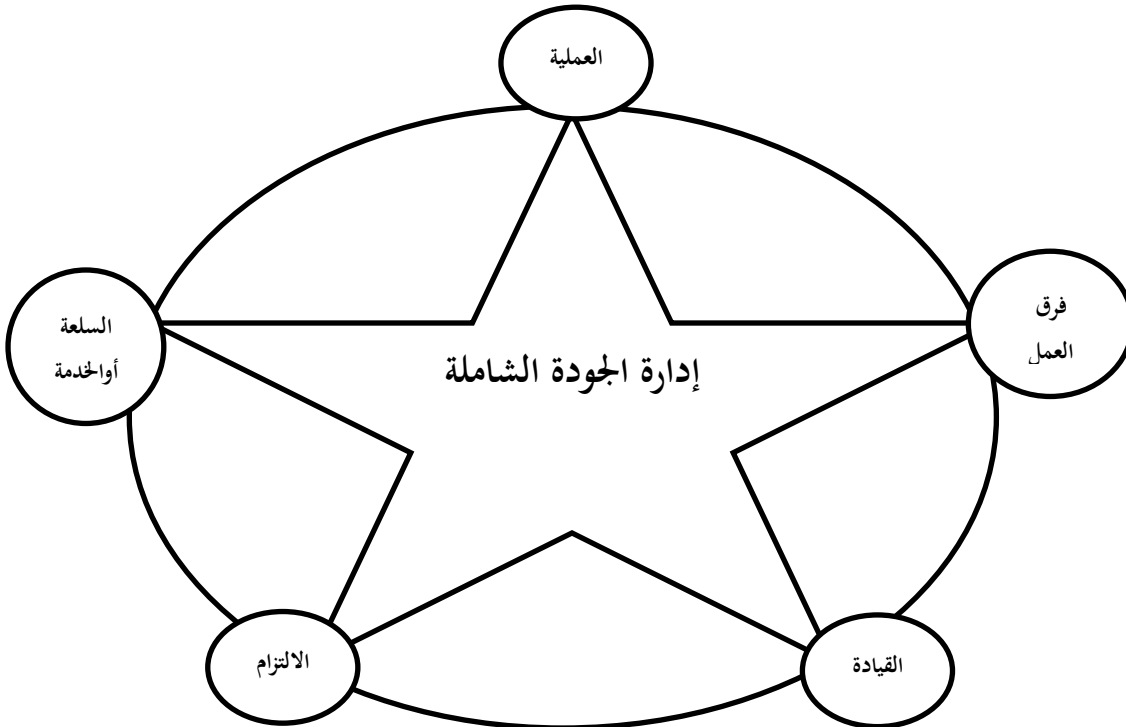 العملية
فرق
العمل
السلعة
أوالخدمة
إدارة الجودة الشاملة
القيادة
الالتزام